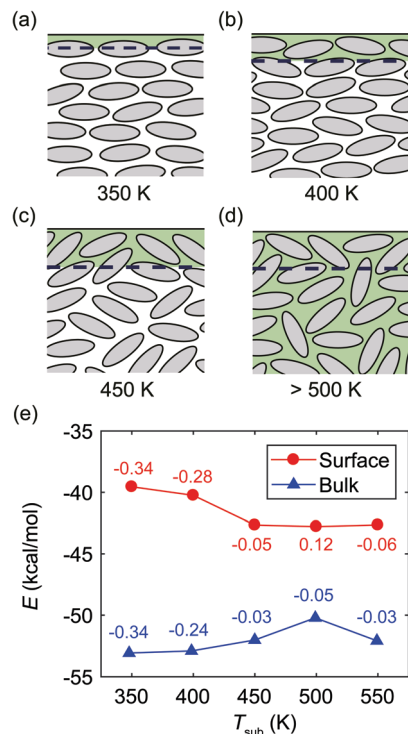 (a)
(b)
350 K
400 K
(c)
(d)
450 K
> 500 K
(e)
-35
-40
-45
-50
-55
E (kcal/mol)
-0.34
-0.28
-0.05
0.12
-0.06
Surface
Bulk
-0.34
-0.24
-0.03
-0.05
-0.03
350
400
450
500
550
Tsub (K)